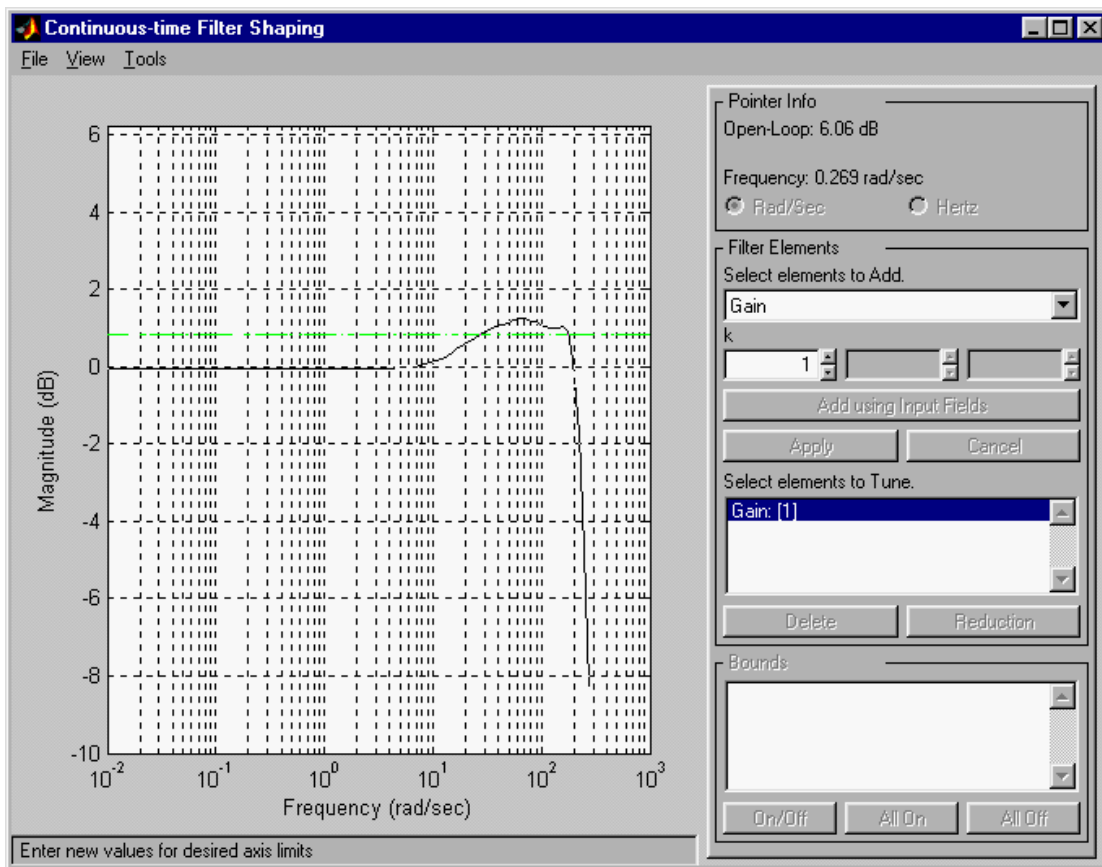 Continuous-time Filter Shaping
File View Tools
6
4
2
0
-2
-4
-6
-8
-10
Magnitude (dB)
10^-2 10^-1 10^0 10^1 10^2 10^3
Frequency (rad/sec)
Enter new values for desired axis limits
Pointer Info
Open-Loop: 6.06 dB
Frequency: 0.269 rad/sec
Rad/Sec Hertz
Filter Elements
Select elements to Add.
Gain
k
1
Add using Input Fields
Apply Cancel
Select elements to Tune.
Gain: [1]
Delete Reduction
Bounds
On/Off All On All Off